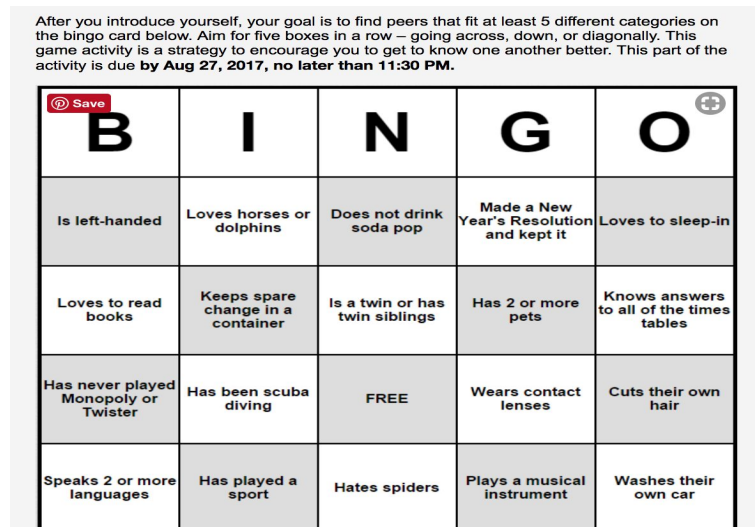 After you introduce yourself, your goal is to find peers that fit at least 5 different categories on
the bingo card below. Aim for five boxes in a row – going across, down, or diagonally. This
game activity is a strategy to encourage you to get to know one another better. This part of the
activity is due by Aug 27, 2017, no later than 11:30 PM.
Save
B I N G O
Is left-handed
Loves horses or
dolphins
Does not drink
soda pop
Made a New
Year's Resolution
and kept it
Loves to sleep-in
Loves to read
books
Keeps spare
change in a
container
Is a twin or has
twin siblings
Has 2 or more
pets
Knows answers
to all of the times
tables
Has never played
Monopoly or
Twister
Has been scuba
diving
FREE
Wears contact
lenses
Cuts their own
hair
Speaks 2 or more
languages
Has played a
sport
Hates spiders
Plays a musical
instrument
Washes their
own car